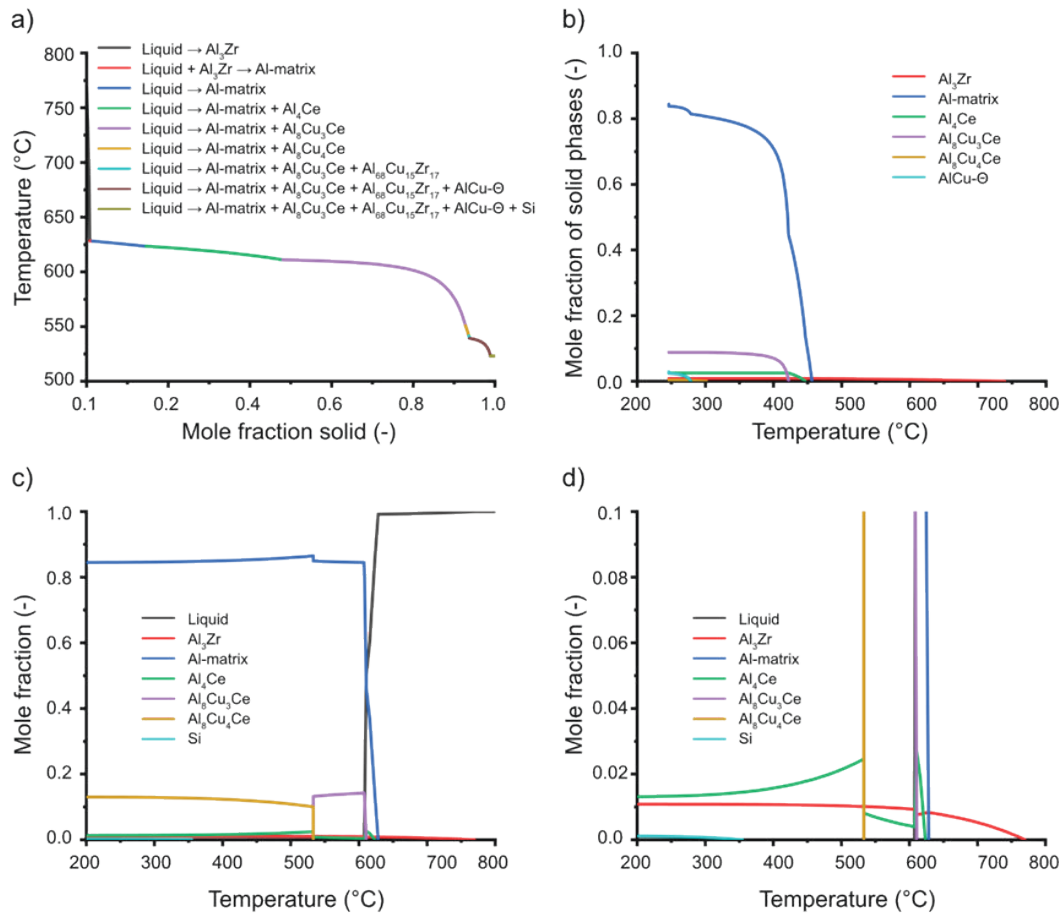 a)
800
750
700
650
600
550
500
Temperature (°C)
Liquid → Al₃Zr
Liquid + Al₃Zr → Al-matrix
Liquid → Al-matrix
Liquid → Al-matrix + Al₄Ce
Liquid → Al-matrix + Al₈Cu₃Ce
Liquid → Al-matrix + Al₈Cu₄Ce
Liquid → Al-matrix + Al₈Cu₃Ce + Al₆₈Cu₁₅Zr₁₇
Liquid → Al-matrix + Al₈Cu₃Ce + Al₆₈Cu₁₅Zr₁₇ + AlCu-Θ
Liquid → Al-matrix + Al₈Cu₃Ce + Al₆₈Cu₁₅Zr₁₇ + AlCu-Θ + Si
0.1 0.2 0.4 0.6 0.8 1.0
Mole fraction solid (-)
b)
1.0
0.8
0.6
0.4
0.2
0.0
Mole fraction of solid phases (-)
Al₃Zr
Al-matrix
Al₄Ce
Al₈Cu₃Ce
Al₈Cu₄Ce
AlCu-Θ
200 300 400 500 600 700 800
Temperature (°C)
c)
1.0
0.8
0.6
0.4
0.2
0.0
Mole fraction (-)
Liquid
Al₃Zr
Al-matrix
Al₄Ce
Al₈Cu₃Ce
Al₈Cu₄Ce
Si
200 300 400 500 600 700 800
Temperature (°C)
d)
0.1
0.08
0.06
0.04
0.02
0.0
Mole fraction (-)
Liquid
Al₃Zr
Al-matrix
Al₄Ce
Al₈Cu₃Ce
Al₈Cu₄Ce
Si
200 300 400 500 600 700 800
Temperature (°C)